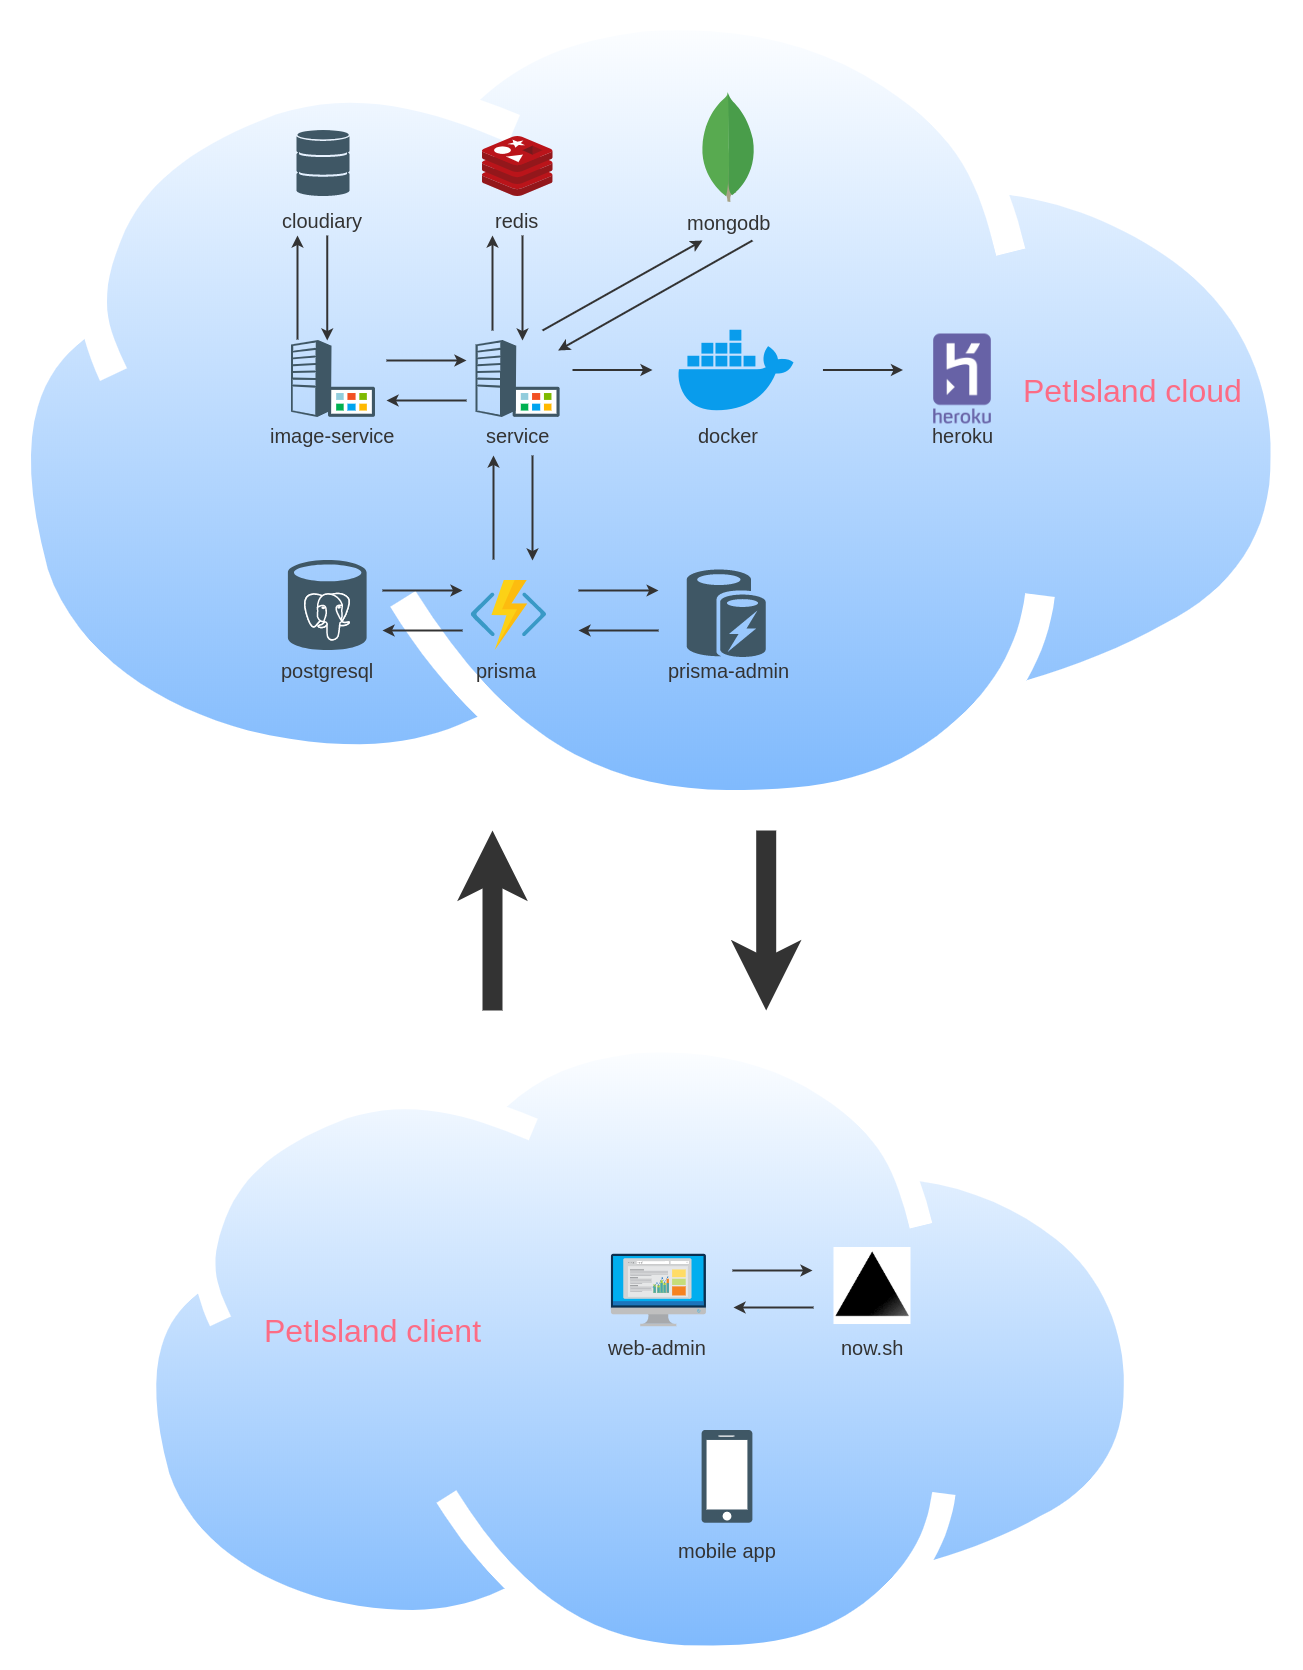 cloudiary
redis
mongodb
heroku
PetIsland cloud
image-service
service
docker
heroku
postgresql
prisma
prisma-admin
PetIsland client
web-admin
now.sh
mobile app